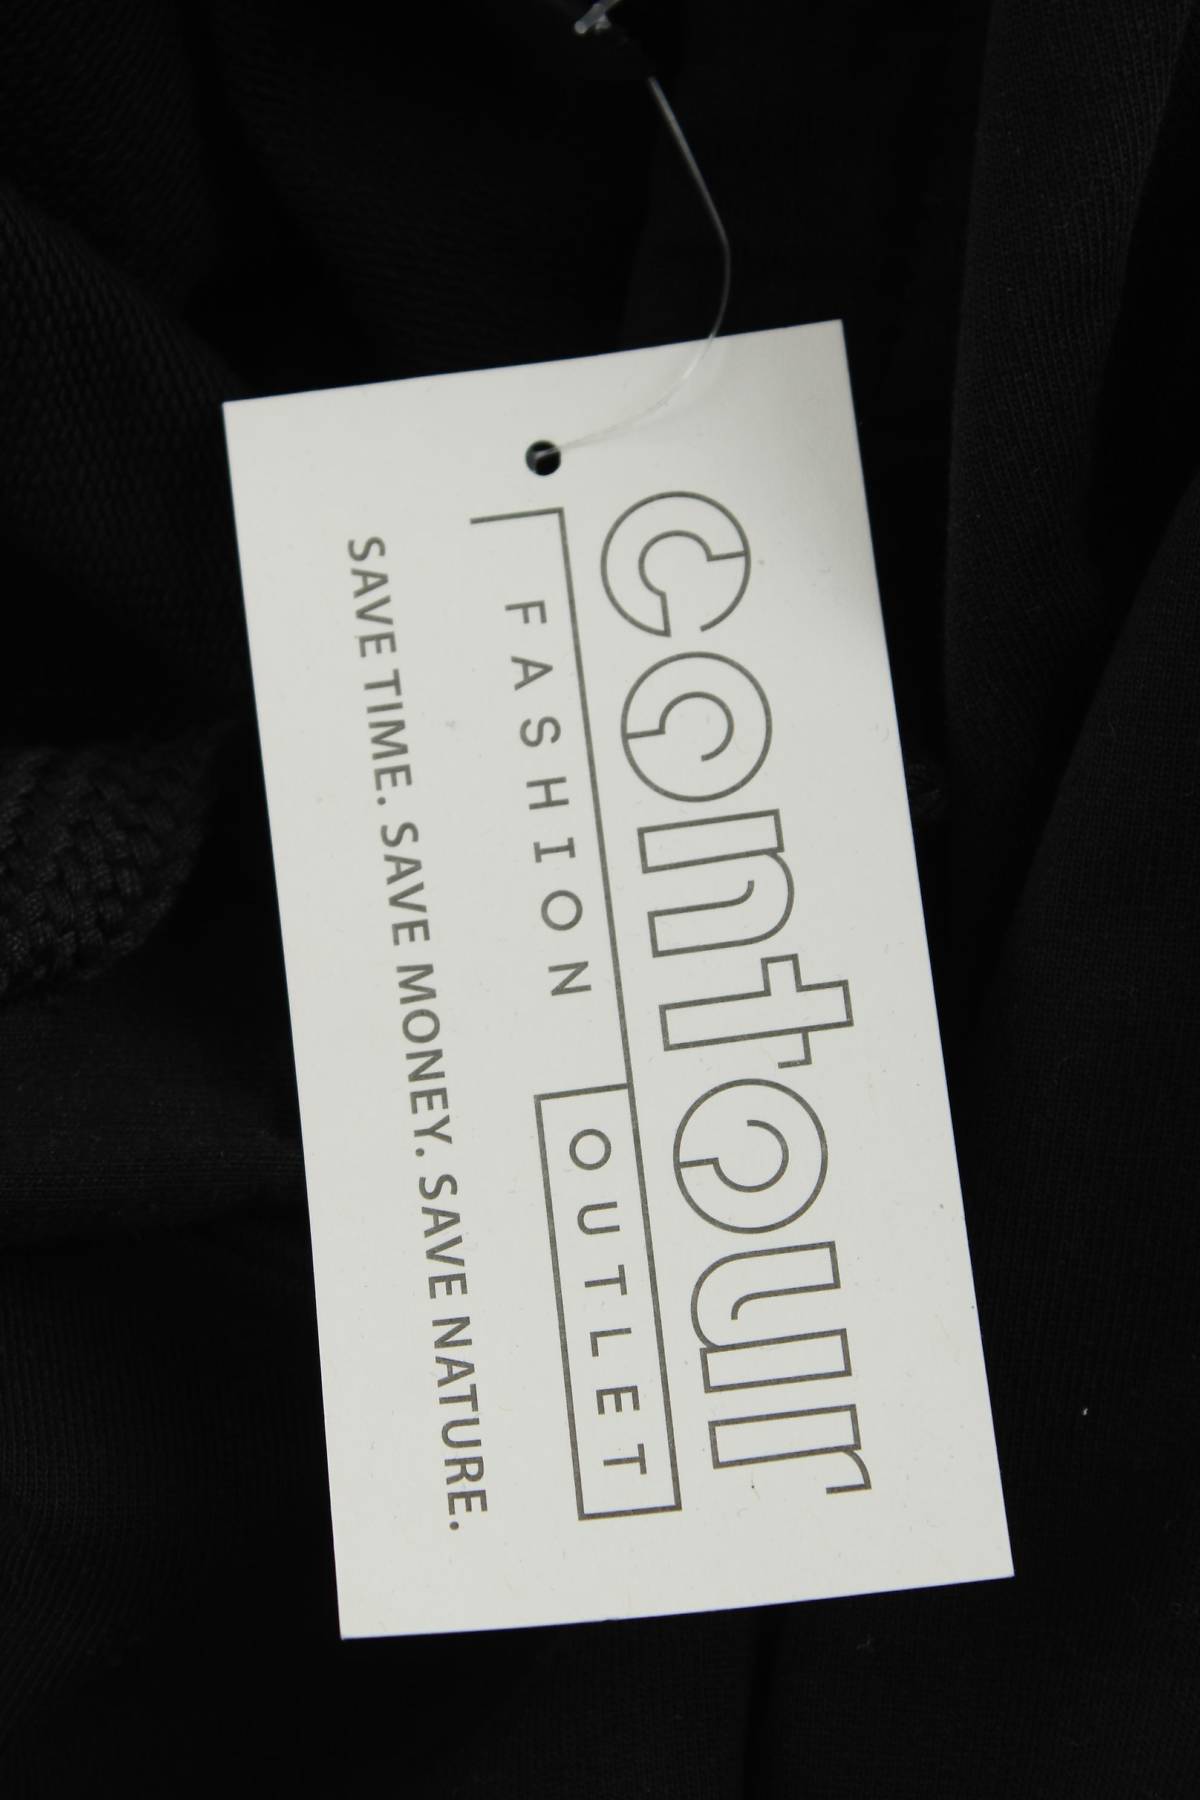 contour
FASHION OUTLET
SAVE TIME. SAVE MONEY. SAVE NATURE.